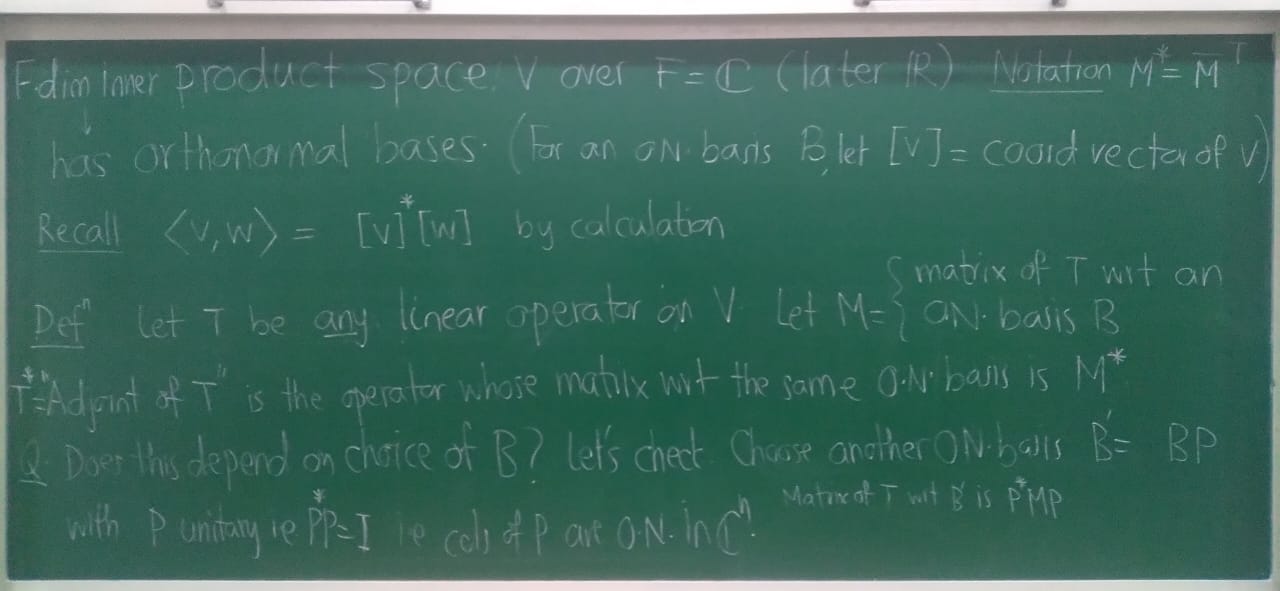 F.dim inner product space V over F = ℂ (later ℝ) Notation M* = M̄ᵀ
↓
has orthonormal bases. (For an ON basis B, let [v] = coord vector of v)
Recall ⟨v, w⟩ = [v]*[w] by calculation
Defⁿ Let T be any linear operator on V. Let M = { matrix of T wrt an
ON. basis B
T* = "Adjoint of T" is the operator whose matrix wrt the same O.N. basis is M*
Q. Does this depend on choice of B? Let's check. Choose another ON. basis B' = BP
with P unitary ie P*P = I ie cols of P are O.N. in ℂⁿ. Matrix of T wrt B' is P*MP